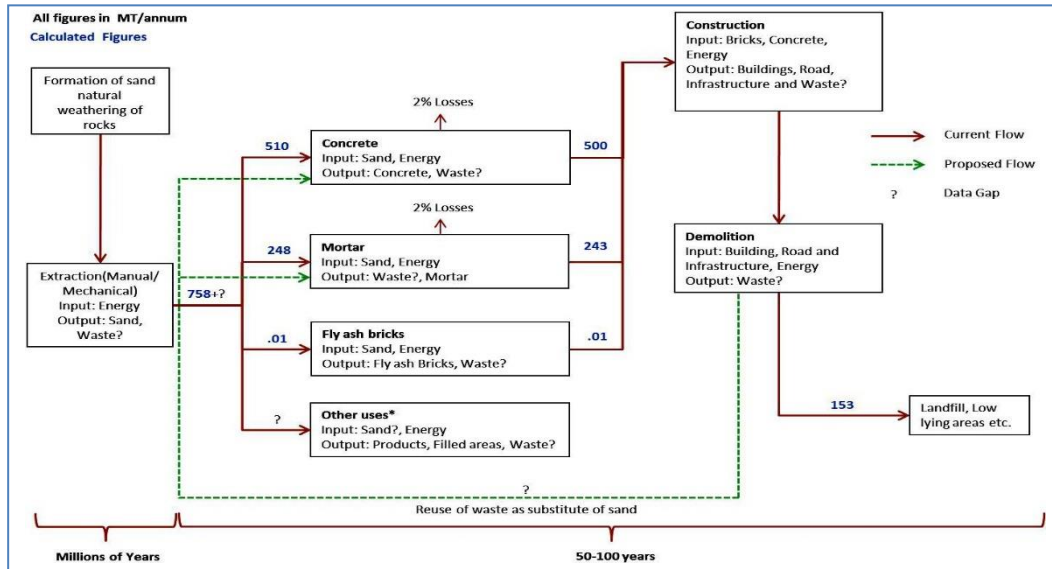 All figures in MT/annum
Calculated Figures
Formation of sand
natural
weathering of
rocks
Extraction(Manual/
Mechanical)
Input: Energy
Output: Sand,
Waste?
758+?
510
248
.01
?
2% Losses
Concrete
Input: Sand, Energy
Output: Concrete, Waste?
2% Losses
Mortar
Input: Sand, Energy
Output: Waste?, Mortar
Fly ash bricks
Input: Sand, Energy
Output: Fly ash Bricks, Waste?
Other uses*
Input: Sand?, Energy
Output: Products, Filled areas, Waste?
500
243
.01
Construction
Input: Bricks, Concrete,
Energy
Output: Buildings, Road,
Infrastructure and Waste?
Current Flow
Proposed Flow
? Data Gap
Demolition
Input: Building, Road and
Infrastructure, Energy
Output: Waste?
153
Landfill, Low
lying areas etc.
?
Reuse of waste as substitute of sand
Millions of Years
50-100 years